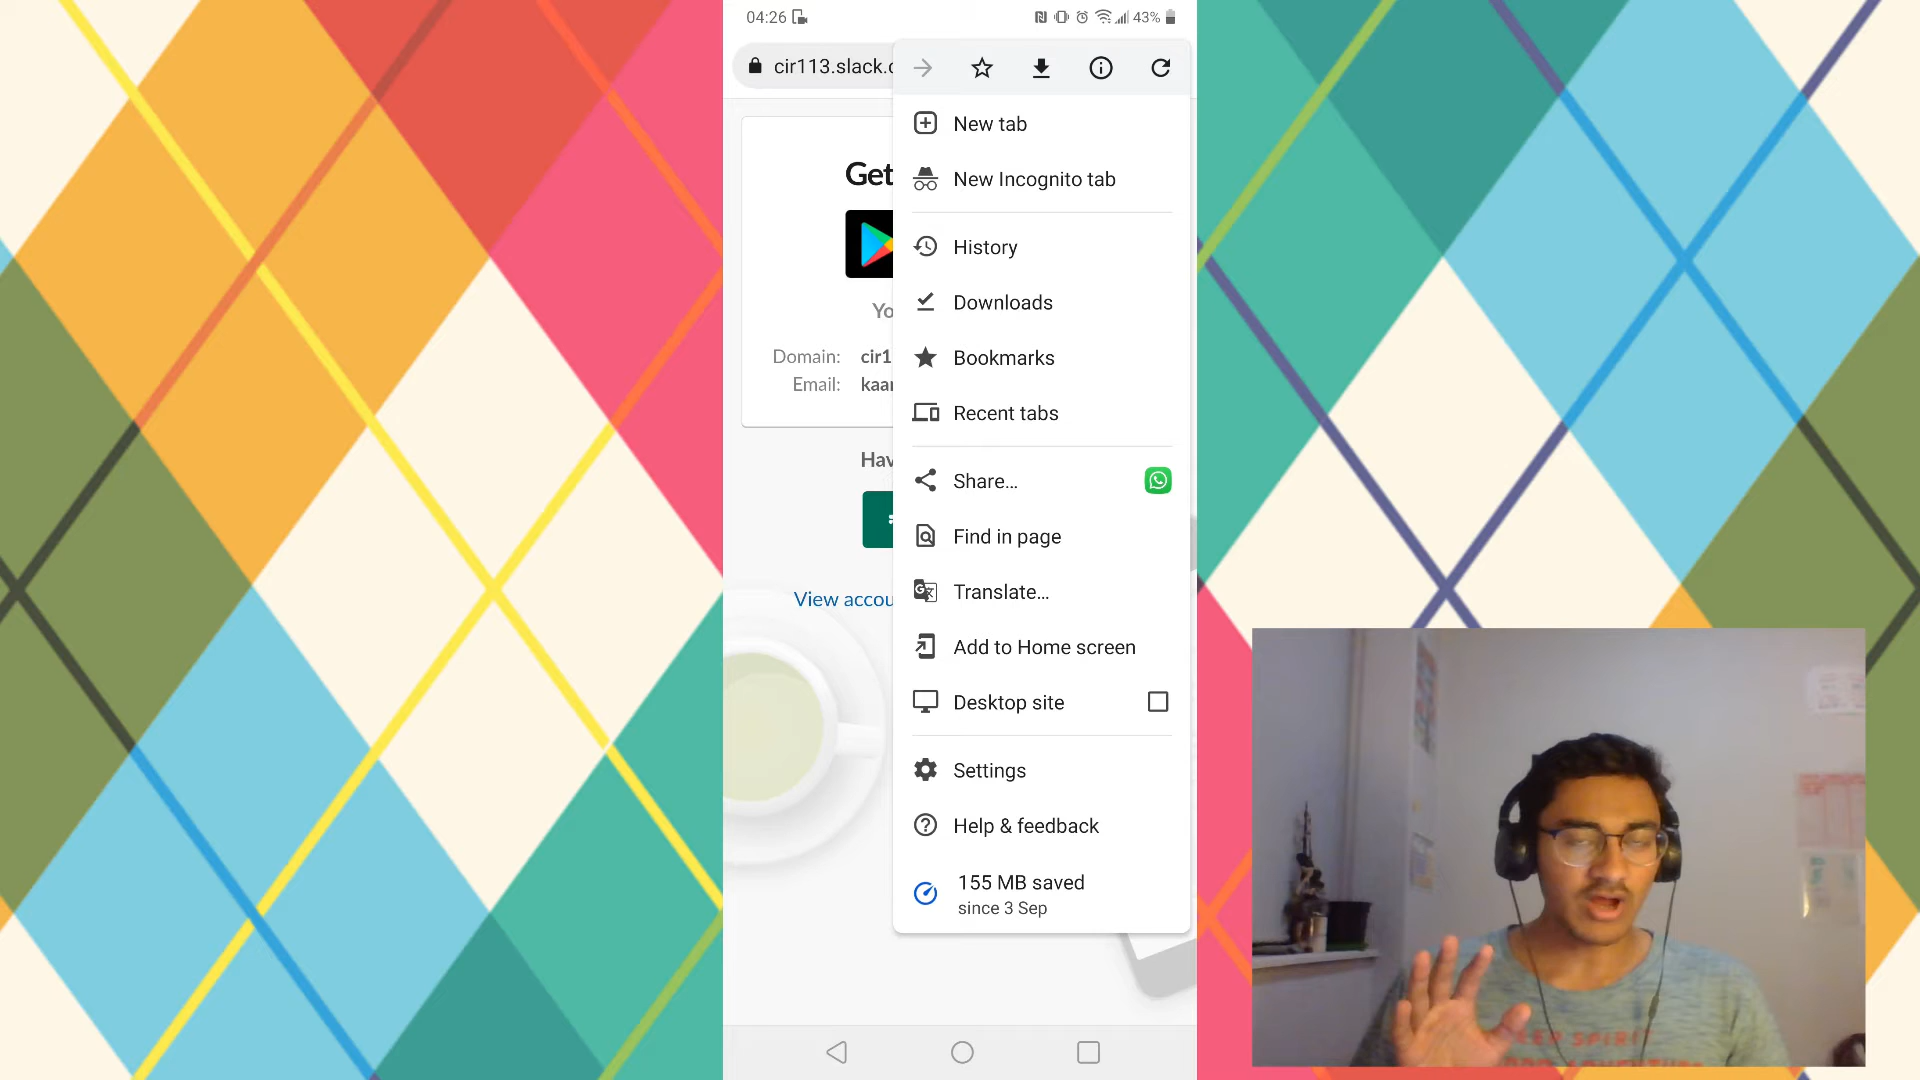 04:26
43%
cir113.slack.c
New tab
New Incognito tab
Get
History
Yo
Downloads
Domain: cir1
Bookmarks
Email: kaar
Recent tabs
Hav
Share...
Find in page
View accou
Translate...
Add to Home screen
Desktop site
Settings
Help & feedback
155 MB saved
since 3 Sep